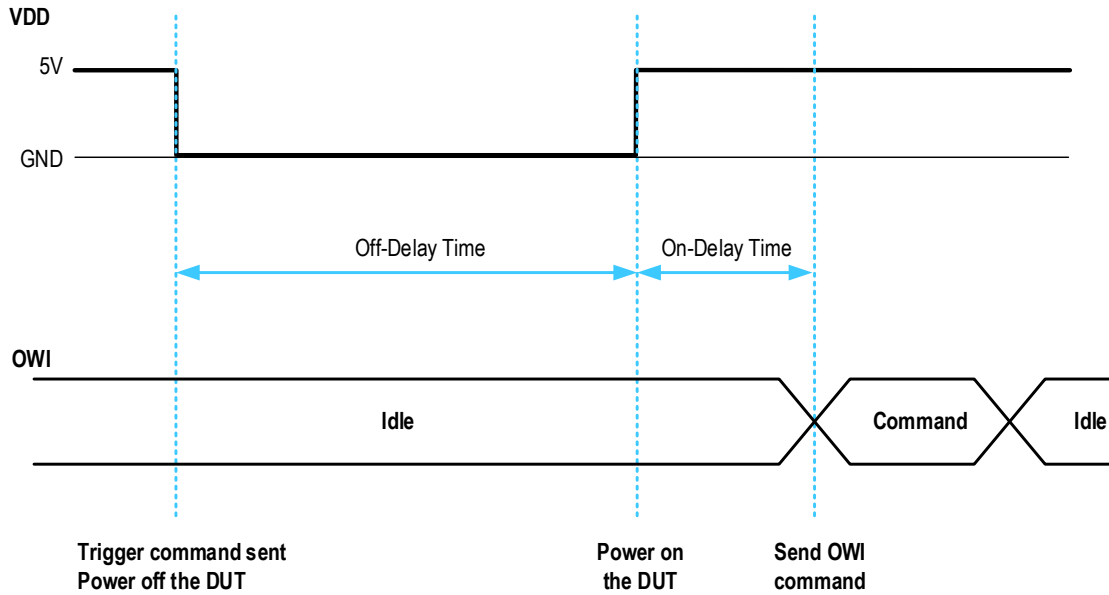 VDD
5V
GND
Off-Delay Time
On-Delay Time
OWI
Idle
Command
Idle
Trigger command sent
Power off the DUT
Power on
the DUT
Send OWI
command